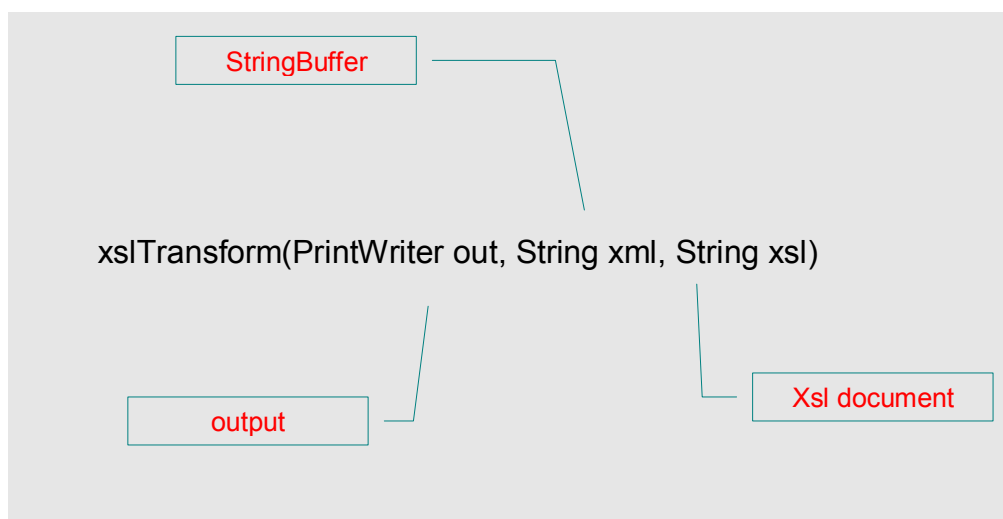 StringBuffer
xslTransform(PrintWriter out, String xml, String xsl)
Xsl document
output